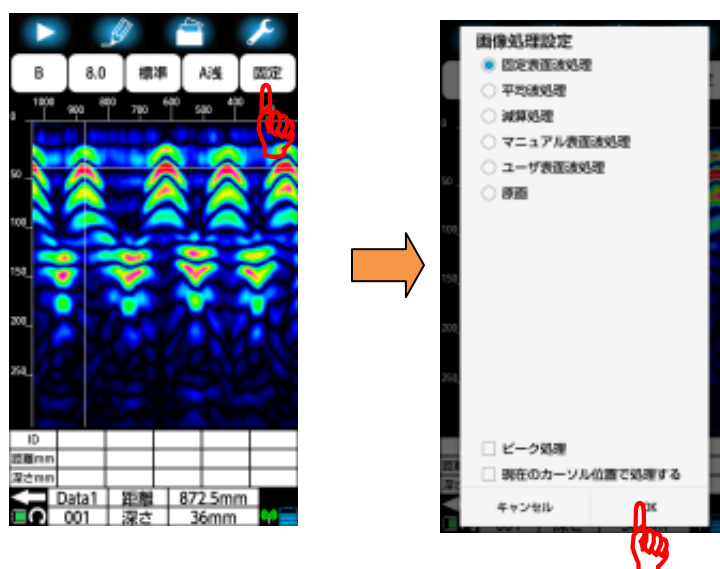 B 8.0 標準 A浅 固定
1000 900 800 700 600 500 400
0
50
100
150
200
250
ID
距離mm
深さmm
Data1 距離 872.5mm
001 深さ 36mm
画像処理設定
固定表面波処理
平均波処理
減算処理
マニュアル表面波処理
ユーザ表面波処理
原画
ピーク処理
現在のカーソル位置で処理する
キャンセル OK